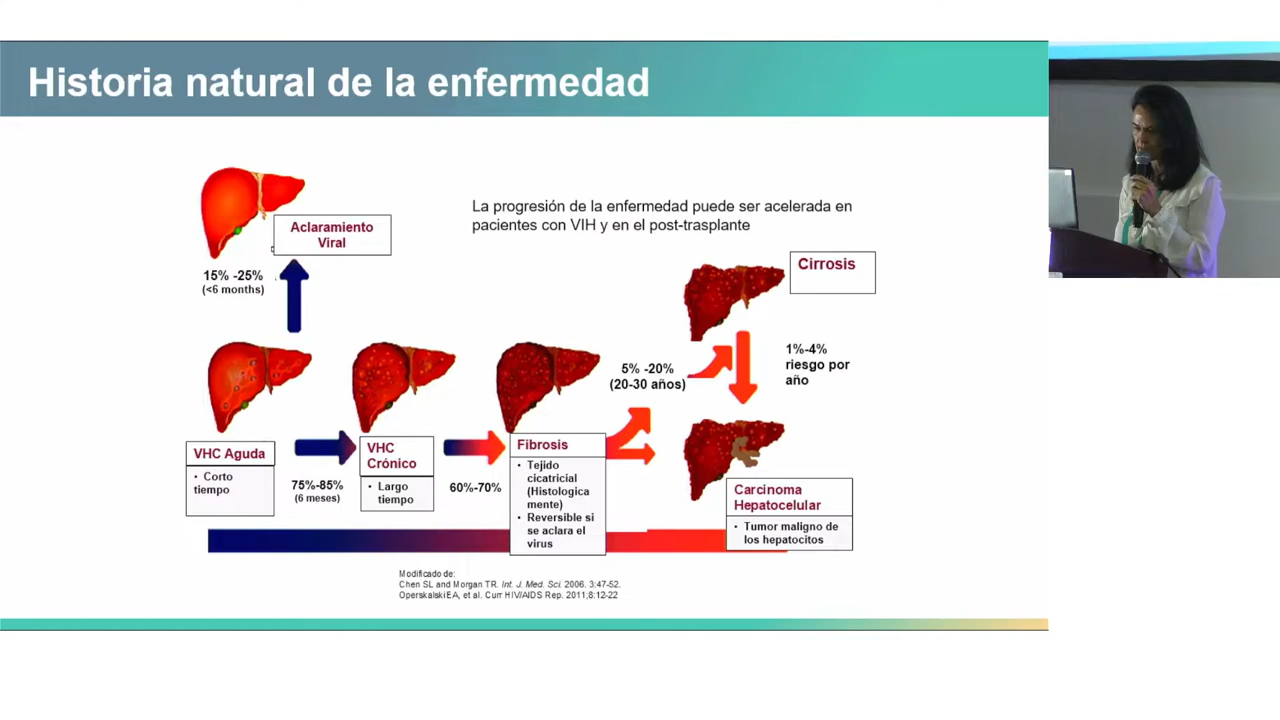 Historia natural de la enfermedad
La progresión de la enfermedad puede ser acelerada en
pacientes con VIH y en el post-trasplante
Aclaramiento
Viral
15% -25%
(<6 months)
Cirrosis
1%-4%
riesgo por
año
5% -20%
(20-30 años)
VHC Aguda
• Corto
tiempo
75%-85%
(6 meses)
VHC
Crónico
• Largo
tiempo
60%-70%
Fibrosis
• Tejido
cicatricial
(Histologica
mente)
• Reversible si
se aclara el
virus
Carcinoma
Hepatocelular
• Tumor maligno de
los hepatocitos
Modificado de:
Chen SL and Morgan TR. Int. J. Med. Sci. 2006. 3:47-52.
OperskalskiEA, et al. Curr HIV/AIDS Rep. 2011;8:12-22